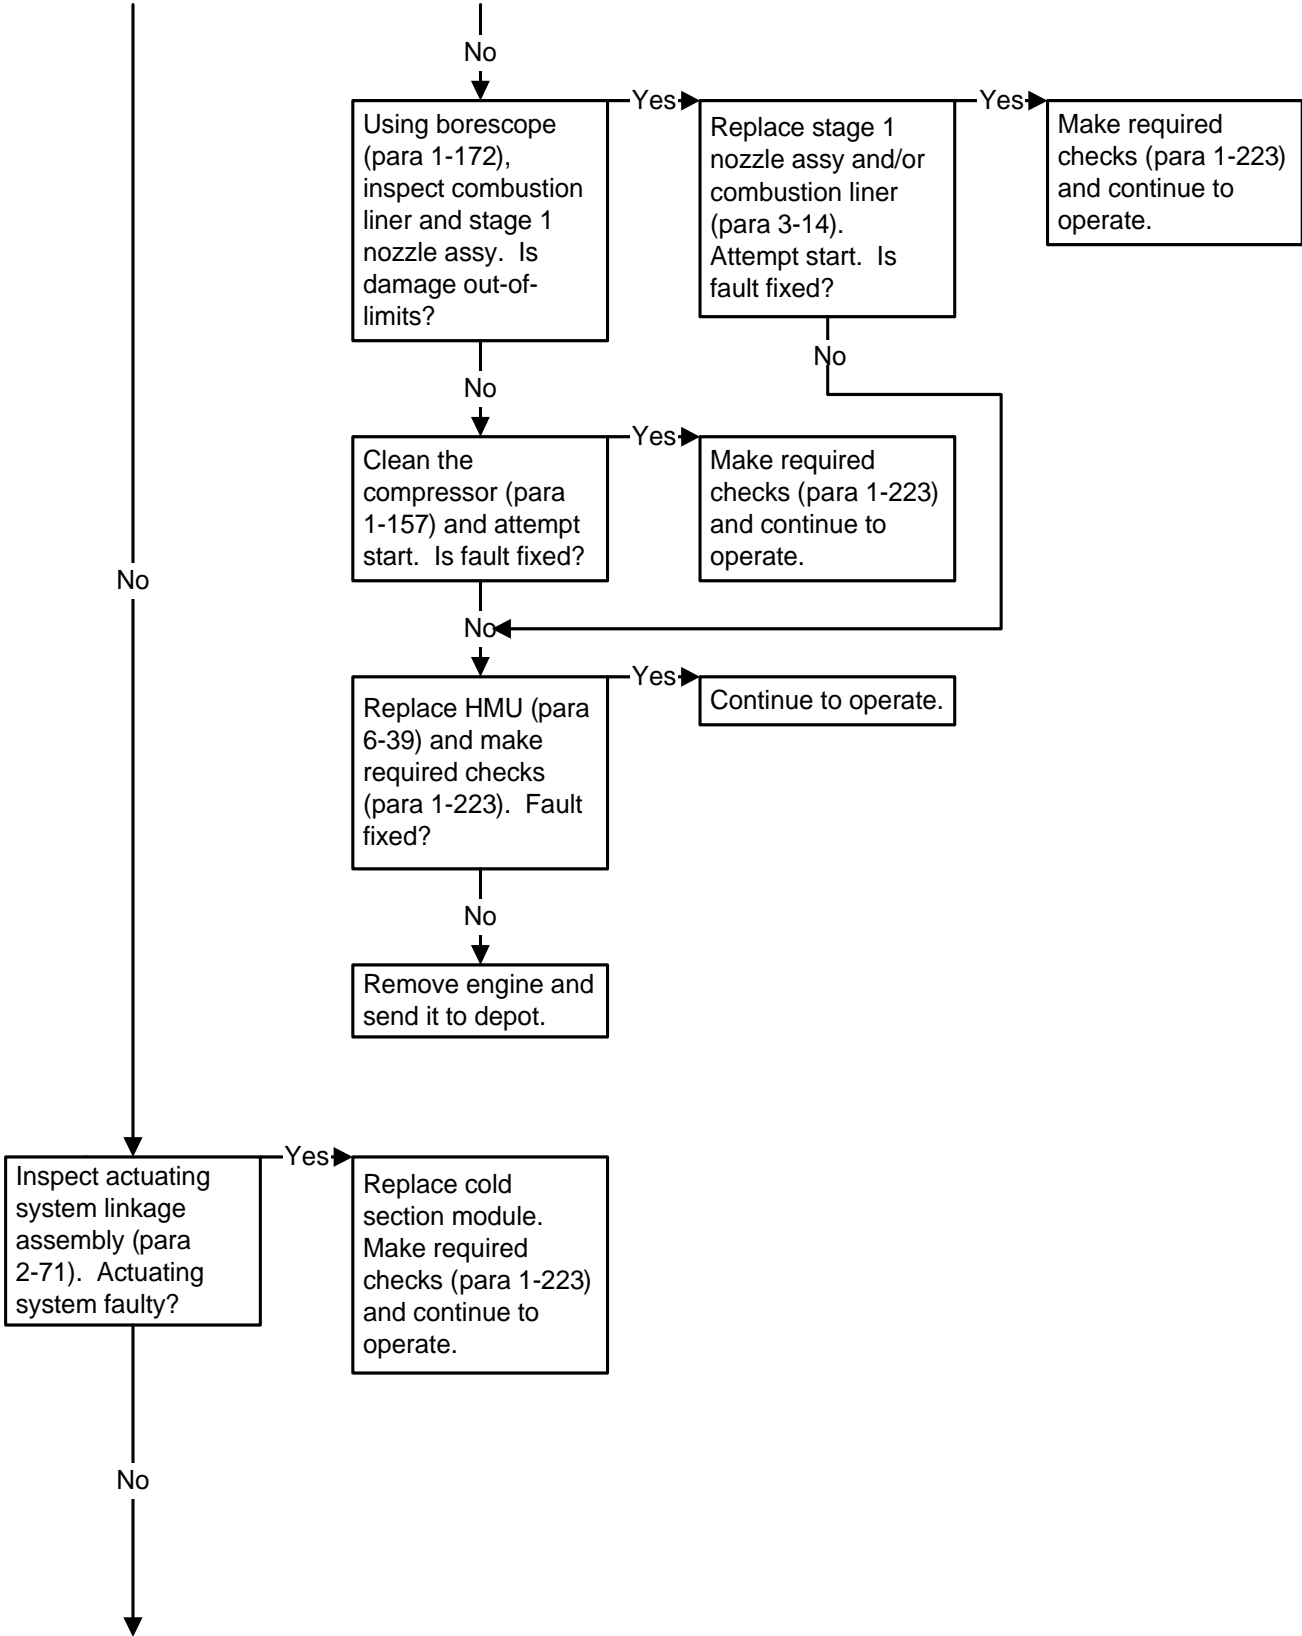 No
Using borescope
(para 1-172),
inspect combustion
liner and stage 1
nozzle assy.  Is
damage out-of-
limits?
Yes
Replace stage 1
nozzle assy and/or
combustion liner
(para 3-14).
Attempt start.  Is
fault fixed?
Yes
Make required
checks (para 1-223)
and continue to
operate.
No
No
Clean the
compressor (para
1-157) and attempt
start.  Is fault fixed?
Yes
Make required
checks (para 1-223)
and continue to
operate.
No
No
Replace HMU (para
6-39) and make
required checks
(para 1-223).  Fault
fixed?
Yes
Continue to operate.
No
Remove engine and
send it to depot.
Inspect actuating
system linkage
assembly (para
2-71).  Actuating
system faulty?
Yes
Replace cold
section module.
Make required
checks (para 1-223)
and continue to
operate.
No